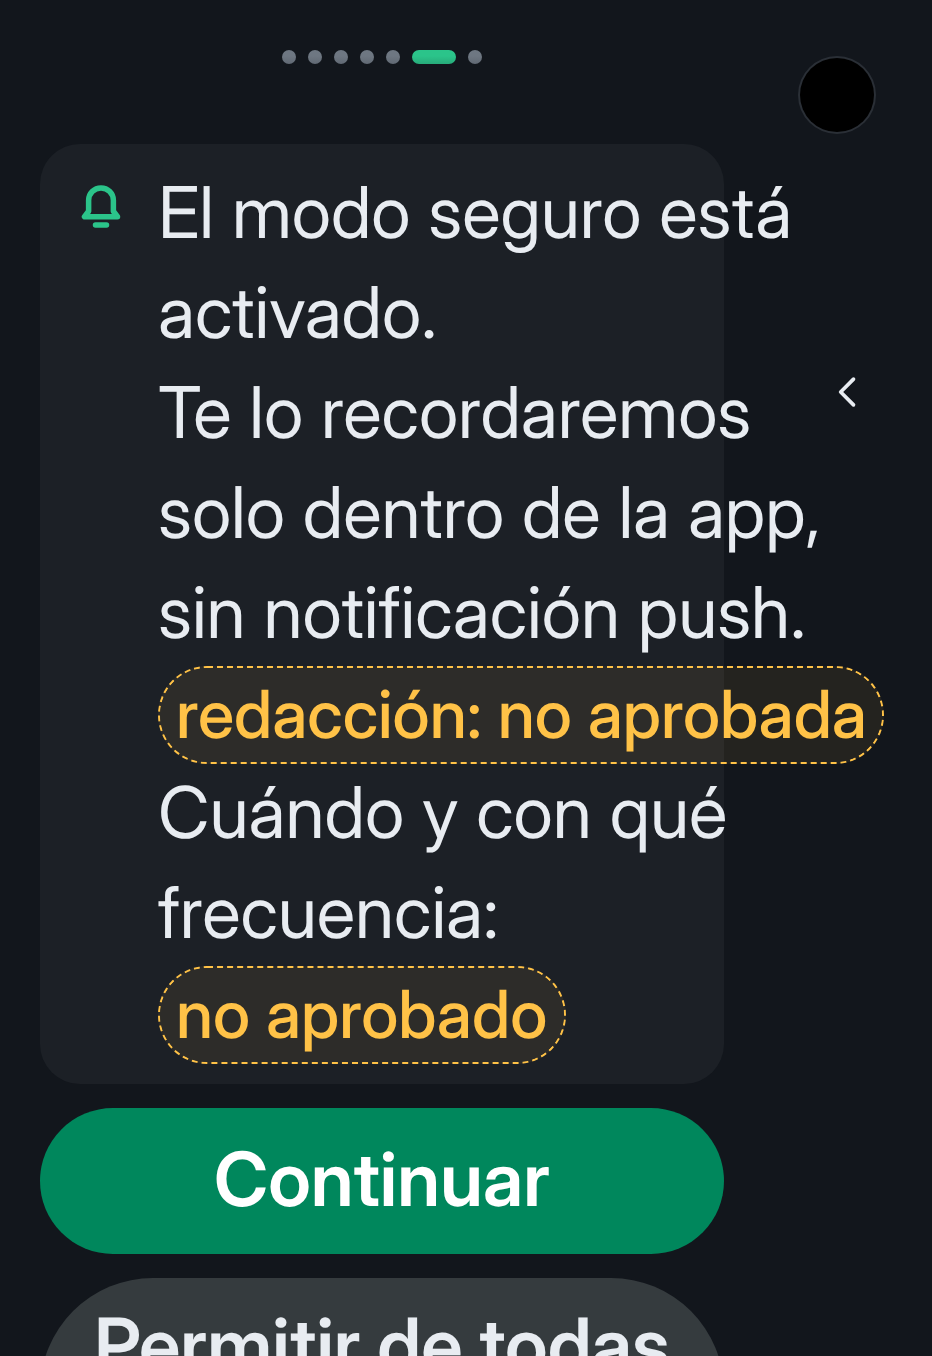 El modo seguro está
activado.
Te lo recordaremos
solo dentro de la app,
sin notificación push.
redacción: no aprobada
Cuándo y con qué
frecuencia:
no aprobado
Continuar
Permitir de todas